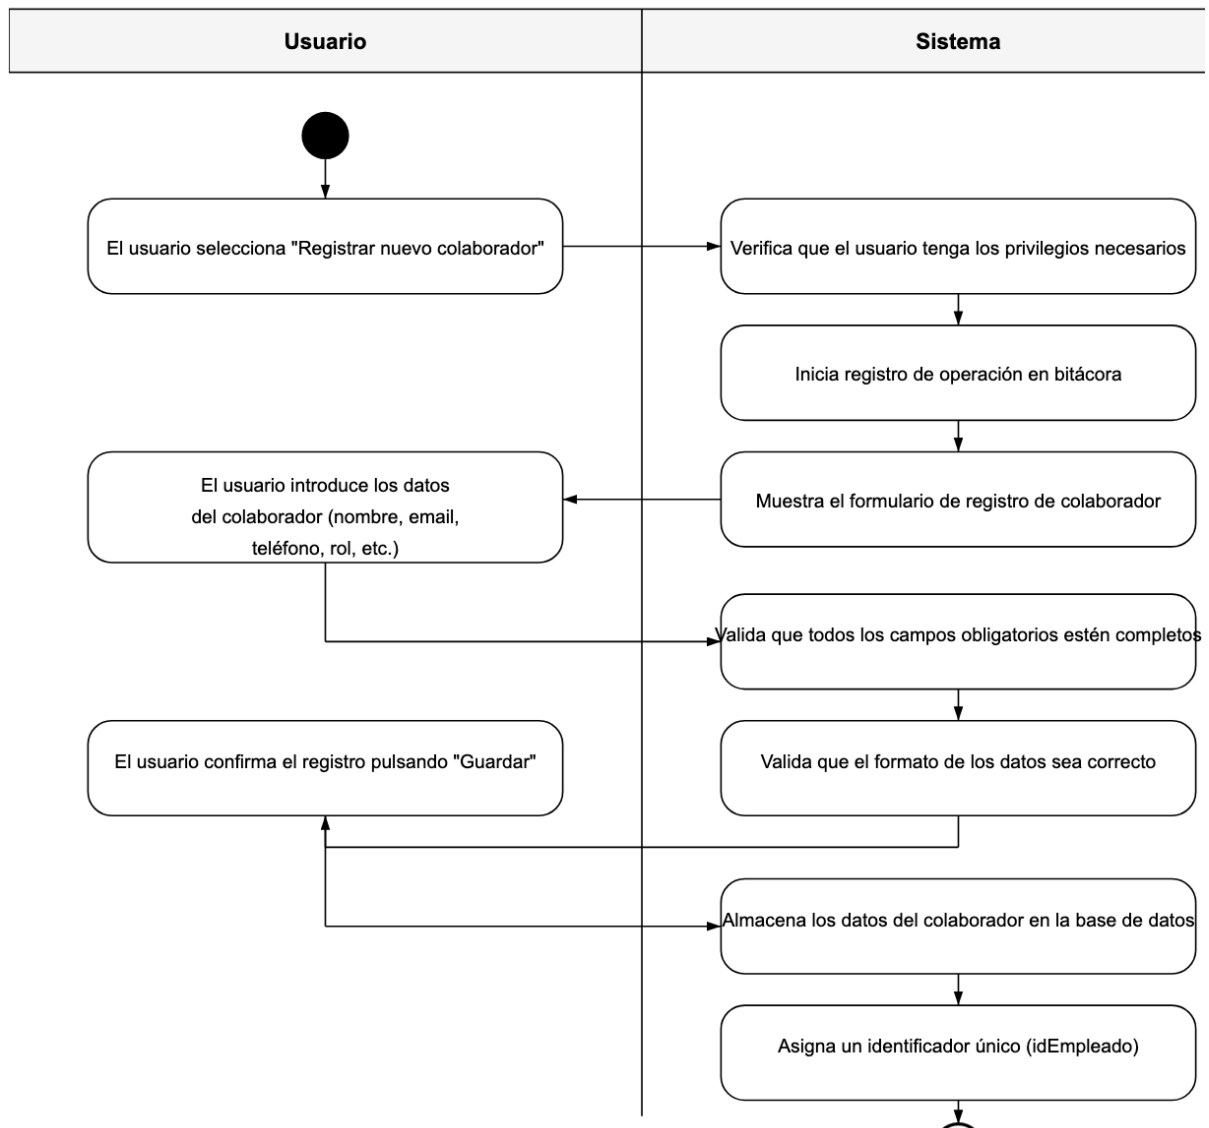 Usuario
Sistema
El usuario selecciona "Registrar nuevo colaborador"
Verifica que el usuario tenga los privilegios necesarios
Inicia registro de operación en bitácora
Muestra el formulario de registro de colaborador
El usuario introduce los datos
del colaborador (nombre, email,
teléfono, rol, etc.)
Valida que todos los campos obligatorios estén completos
Valida que el formato de los datos sea correcto
El usuario confirma el registro pulsando "Guardar"
Almacena los datos del colaborador en la base de datos
Asigna un identificador único (idEmpleado)